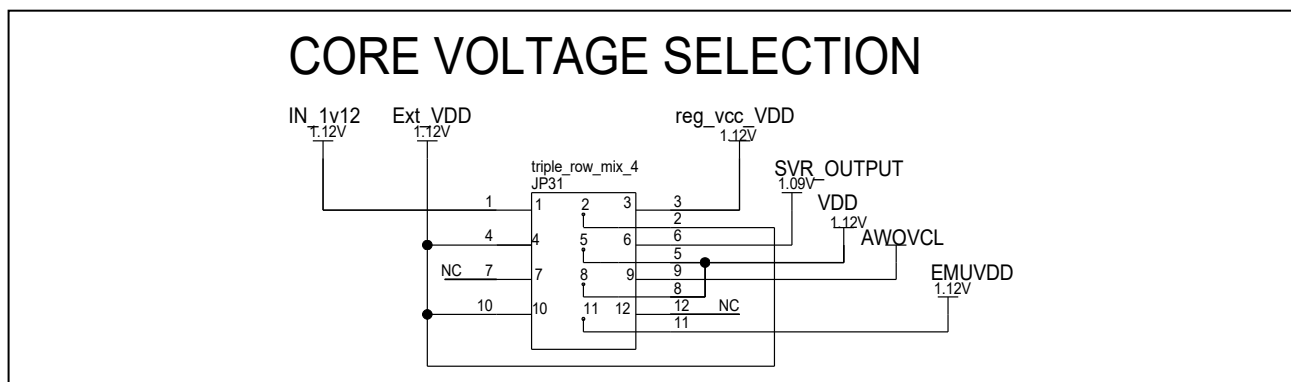 CORE VOLTAGE SELECTION
IN_1v12 Ext_VDD reg_vcc_VDD
1.12V 1.12V 1.12V
triple_row_mix_4 SVR_OUTPUT
JP31 1.09V
VDD
1 1 2 3 3
2 1.12V
AWOVCL
4 4 5 6 6
5
EMUVDD
NC 7 7 8 9 9
8 1.12V
10 10 11 12 12 NC
11